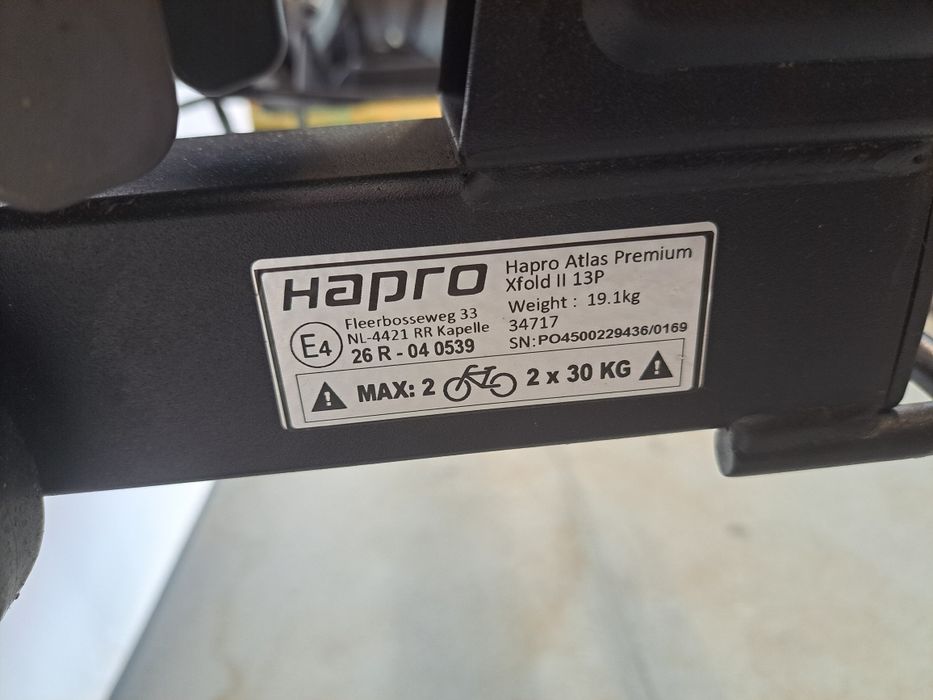 Hapro
Fleerbosseweg 33
NL-4421 RR Kapelle
E4
26 R - 04 0539
Hapro Atlas Premium
Xfold II 13P
Weight : 19.1kg
34717
SN: PO4500229436/0169
! MAX: 2 2 x 30 KG !